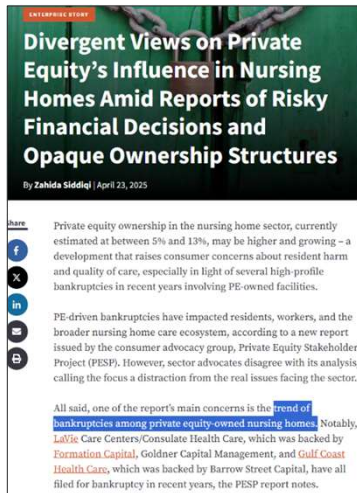 ENTERPRISE STORY
Divergent Views on Private
Equity’s Influence in Nursing
Homes Amid Reports of Risky
Financial Decisions and
Opaque Ownership Structures
By Zahida Siddiqi | April 23, 2025
Share
Private equity ownership in the nursing home sector, currently
estimated at between 5% and 13%, may be higher and growing – a
development that raises consumer concerns about resident harm
and quality of care, especially in light of several high-profile
bankruptcies in recent years involving PE-owned facilities.
PE-driven bankruptcies have impacted residents, workers, and the
broader nursing home care ecosystem, according to a new report
issued by the consumer advocacy group, Private Equity Stakeholder
Project (PESP). However, sector advocates disagree with its analysis,
calling the focus a distraction from the real issues facing the sector.
All said, one of the report’s main concerns is the trend of
bankruptcies among private equity-owned nursing homes. Notably,
LaVie Care Centers/Consulate Health Care, which was backed by
Formation Capital, Goldner Capital Management, and Gulf Coast
Health Care, which was backed by Barrow Street Capital, have all
filed for bankruptcy in recent years, the PESP report notes.